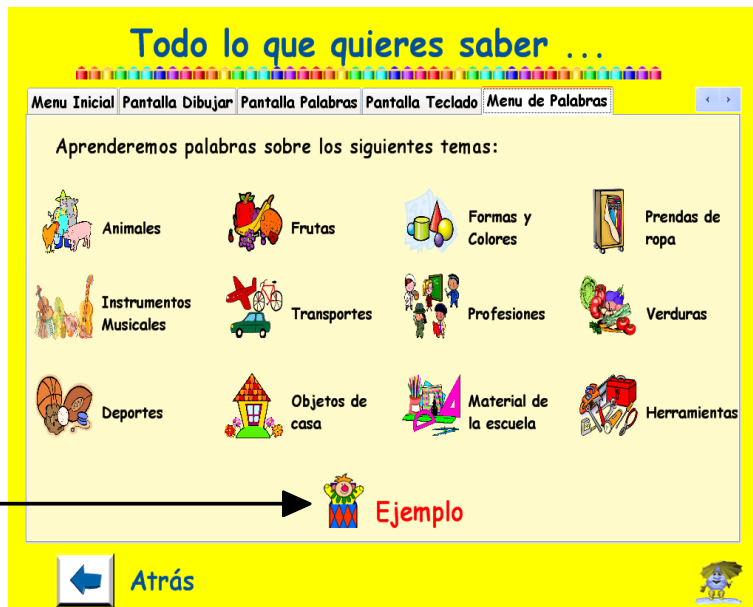 Todo lo que quieres saber ...
Menu Inicial Pantalla Dibujar Pantalla Palabras Pantalla Teclado Menu de Palabras
Aprenderemos palabras sobre los siguientes temas:
Animales
Frutas
Formas y
Colores
Prendas de
ropa
Instrumentos
Musicales
Transportes
Profesiones
Verduras
Deportes
Objetos de
casa
Material de
la escuela
Herramientas
Ejemplo
Atrás